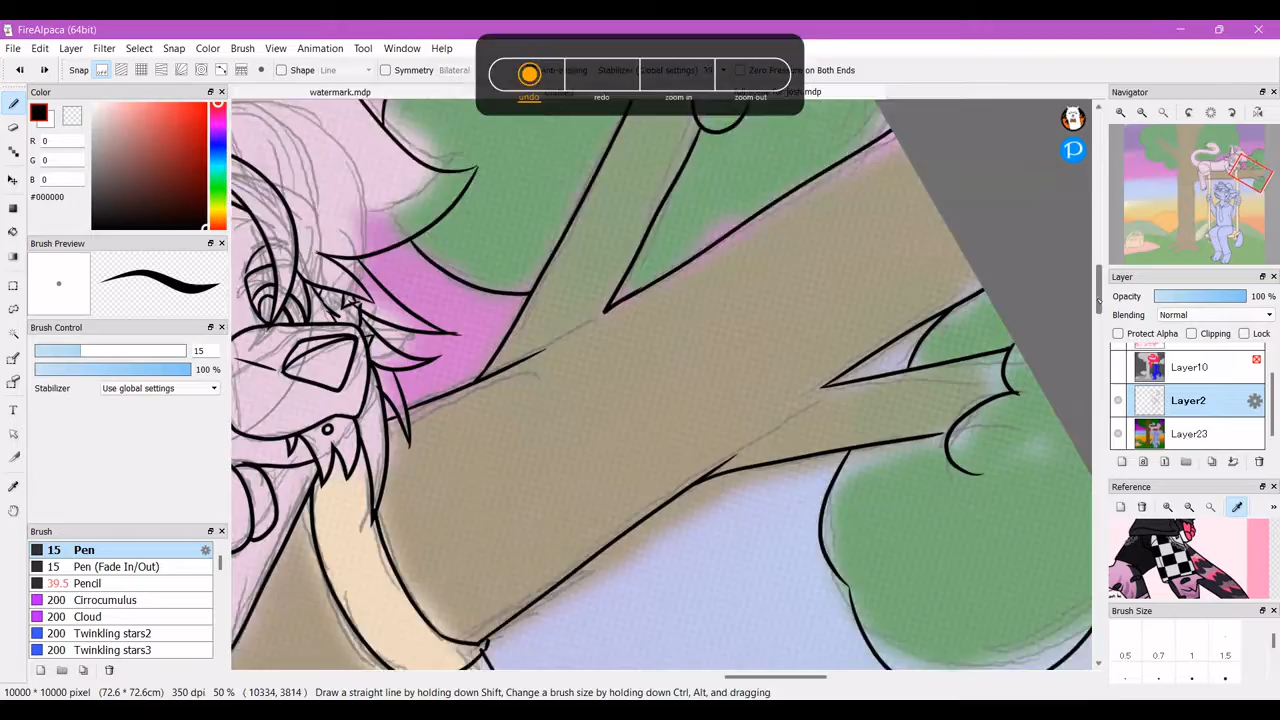 FireAlpaca (64bit)
File Edit Layer Filter Select Snap Color Brush View Animation Tool Window Help
Snap Shape Line Symmetry Bilateral Stabilizer (Global settings) 39 Zero Pressure on Both Ends
undo redo zoom in zoom out
watermark.mdp
Color
R 0
G 0
B 0
#000000
Brush Preview
Brush Control
15
100 %
Stabilizer Use global settings
Brush
15 Pen
15 Pen (Fade In/Out)
39.5 Pencil
200 Cirrocumulus
200 Cloud
200 Twinkling stars2
200 Twinkling stars3
Navigator
Layer
Opacity 100 %
Blending Normal
Protect Alpha Clipping Lock
Layer10
Layer2
Layer23
Reference
Brush Size
0.5 0.7 1 1.5
10000 * 10000 pixel (72.6 * 72.6cm) 350 dpi 50 % ( 10334, 3814 ) Draw a straight line by holding down Shift, Change a brush size by holding down Ctrl, Alt, and dragging